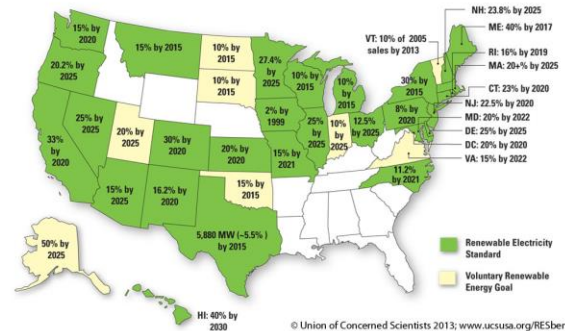 NH: 23.8% by 2025
ME: 40% by 2017
VT: 10% of 2005
sales by 2013
RI: 16% by 2019
MA: 20+% by 2025
CT: 23% by 2020
NJ: 22.5% by 2020
MD: 20% by 2022
DE: 25% by 2025
DC: 20% by 2020
VA: 15% by 2022
15% by
2020
15% by 2015
10% by
2015
27.4%
by
2025
20.2% by
2025
10% by
2015
10% by
2015
10%
by
2015
30% by
2015
8% by
2020
2% by
1999
25% by
2025
20% by
2025
30% by
2020
33%
by
2020
20% by
2020
15% by
2021
25%
by
2025
10%
by
2025
12.5%
by 2025
11.2%
by 2021
15% by
2025
16.2% by
2020
15% by
2015
5,880 MW (~5.5% )
by 2015
50% by
2025
HI: 40%
by 2030
Renewable Electricity
Standard
Voluntary Renewable
Energy Goal
© Union of Concerned Scientists 2013; www.ucsusa.org/RESber